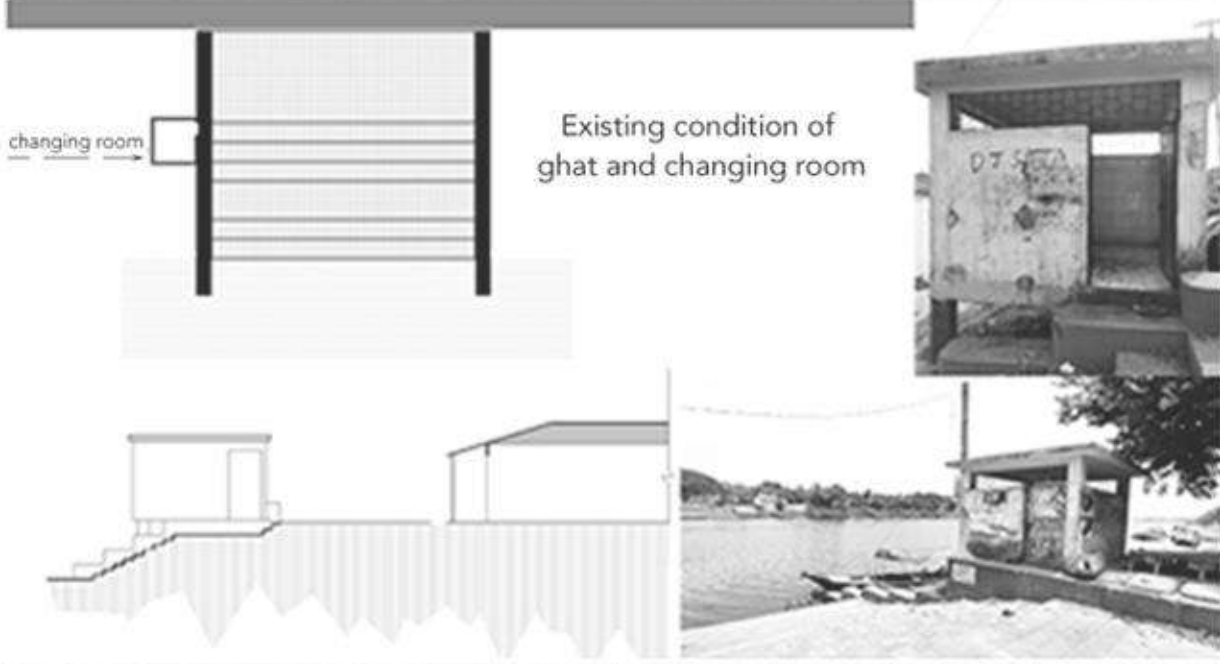 changing room
Existing condition of
ghat and changing room